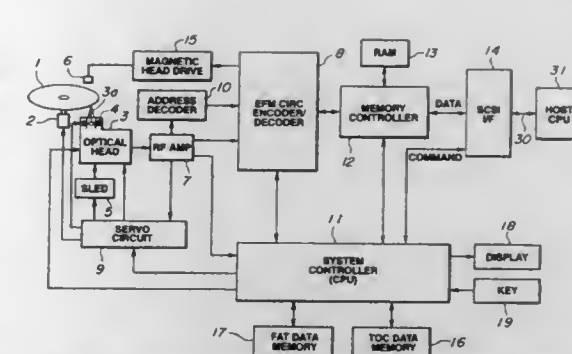 15
MAGNETIC
HEAD DRIVE
8
RAM
13
14
31
6
1
10
3a
4
3
2
ADDRESS
DECODER
EFM CIRC
ENCODER/
DECODER
MEMORY
CONTROLLER
12
DATA
SCSI
I/F
HOST
CPU
30
OPTICAL
HEAD
RF AMP
7
COMMAND
SLED
5
SERVO
CIRCUIT
9
11
SYSTEM
CONTROLLER
(CPU)
18
DISPLAY
KEY
19
17
FAT DATA
MEMORY
TOC DATA
MEMORY
16